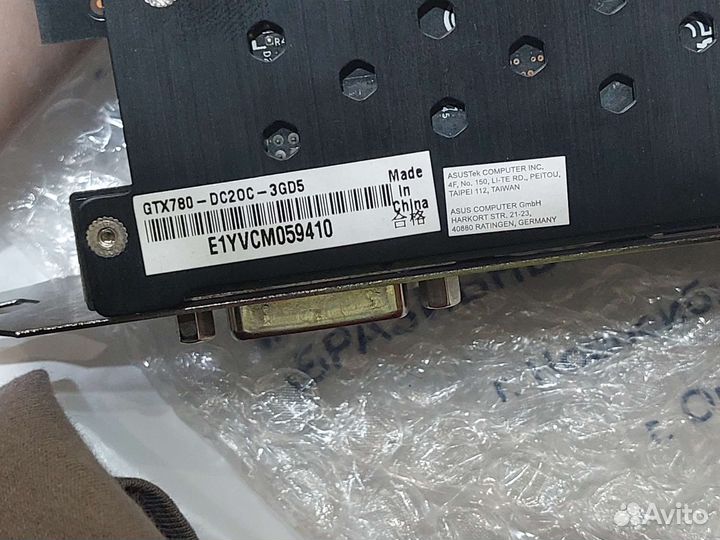 GTX780-DC2OC-3GD5
Made
in
China
合格
E1YVCM059410
ASUSTek COMPUTER INC.
4F, No. 150, LI-TE RD., PEITOU,
TAIPEI 112, TAIWAN
ASUS COMPUTER GmbH
HARKORT STR. 21-23,
40880 RATINGEN, GERMANY
Avito